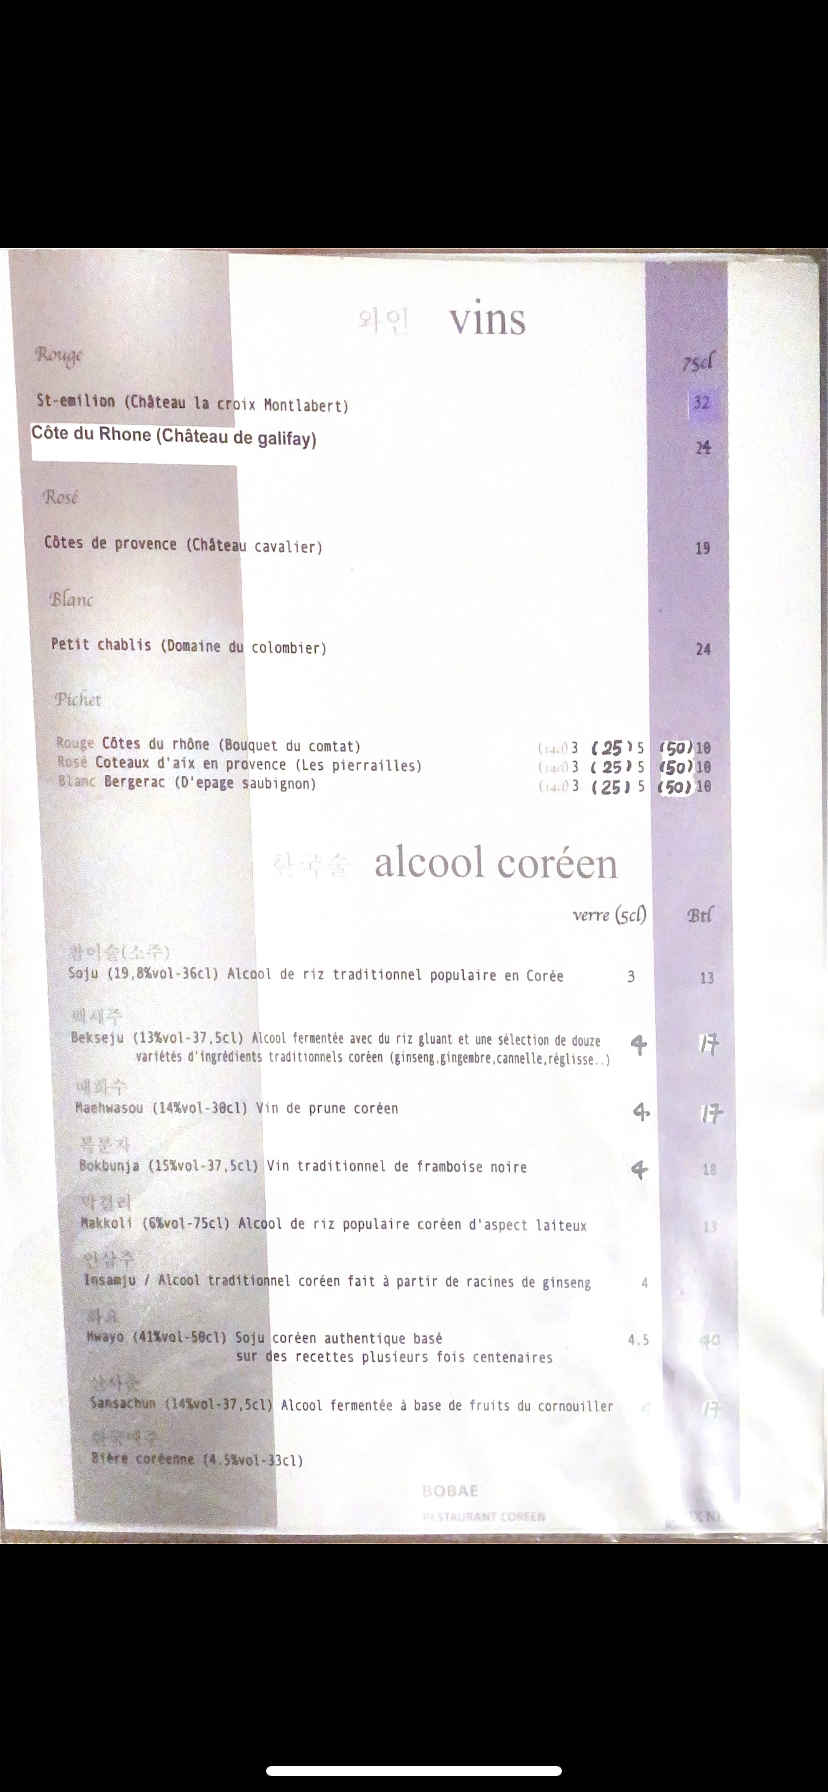 와인 vins
Rouge
75cl
St-emilion (Château la croix Montlabert) 32
Côte du Rhone (Château de galifay) 24
Rosé
Côtes de provence (Château cavalier) 19
Blanc
Petit chablis (Domaine du colombier) 24
Pichet
Rouge Côtes du rhône (Bouquet du comtat) (14cl) 3 (25) 5 (50) 10
Rosé Coteaux d'aix en provence (Les pierrailles) (14cl) 3 (25) 5 (50) 10
Blanc Bergerac (D'epage saubignon) (14cl) 3 (25) 5 (50) 10
한국술 alcool coréen
verre (5cl) Btl
참이슬(소주)
Soju (19,8%vol-36cl) Alcool de riz traditionnel populaire en Corée 3 13
백세주
Bekseju (13%vol-37,5cl) Alcool fermentée avec du riz gluant et une sélection de douze 4 17
variétés d'ingrédients traditionnels coréen (ginseng,gingembre,cannelle,réglisse..)
매화수
Maehwasou (14%vol-30cl) Vin de prune coréen 4 17
복분자
Bokbunja (15%vol-37,5cl) Vin traditionnel de framboise noire 4 18
막걸리
Makkoli (6%vol-75cl) Alcool de riz populaire coréen d'aspect laiteux 13
인삼주
Insamju / Alcool traditionnel coréen fait à partir de racines de ginseng 4
화요
Hwayo (41%vol-50cl) Soju coréen authentique basé 4.5 40
sur des recettes plusieurs fois centenaires
산사춘
Sansachun (14%vol-37,5cl) Alcool fermentée à base de fruits du cornouiller 4 17
한국맥주
Bière coréenne (4.5%vol-33cl)
BOBAE
RESTAURANT COREEN